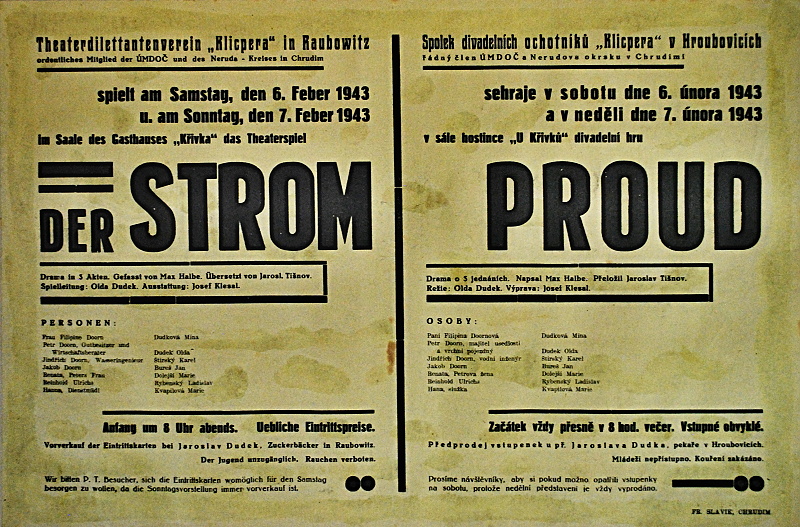 Theaterdilettantenverein „Klicpera“ in Raubowitz
ordentliches Mitglied der ÚMDOČ und des Neruda - Kreises in Chrudim
spielt am Samstag, den 6. Feber 1943
u. am Sonntag, den 7. Feber 1943
im Saale des Gasthauses „Křivka“ das Theaterspiel
DER STROM
Drama in 3 Akten. Gefasst von Max Halbe. Übersetzt von Jarosl. Tišnov.
Spielleitung: Olda Dudek. Ausstattung: Josef Klesal.
PERSONEN:
Frau Filipine Doorn Dudková Mina
Petr Doorn, Gutbesitzer und
Wirtschaftsberater Dudek Olda
Jindřich Doorn, Wasseringenieur Štirský Karel
Jakob Doorn Bureš Jan
Renata, Peters Frau Dolejší Marie
Reinhold Ulrichs Rybenský Ladislav
Hanna, Dienstmädl Kvapilová Marie
Anfang um 8 Uhr abends. Uebliche Eintrittspreise.
Vorverkauf der Eintrittskarten bei Jaroslav Dudek, Zuckerbäcker in Raubowitz.
Der Jugend unzugänglich. Rauchen verboten.
Wir bitten P. T. Besucher, sich die Eintrittskarten womöglich für den Samstag
besorgen zu wollen, da die Sonntagsvorstellung immer vorverkauft ist.
Spolek divadelních ochotníků „Klicpera“ v Hroubovicích
řádný člen ÚMDOČ a Nerudova okrsku v Chrudimi
sehraje v sobotu dne 6. února 1943
a v neděli dne 7. února 1943
v sále hostince „U Křivků“ divadelní hru
PROUD
Drama o 3 jednáních. Napsal Max Halbe. Přeložil Jaroslav Tišnov.
Režie: Olda Dudek. Výprava: Josef Klesal.
OSOBY:
Paní Filipina Doornová Dudková Mina
Petr Doorn, majitel usedlosti
a vrchní pojezdný Dudek Olda
Jindřich Doorn, vodní inženýr Štirský Karel
Jakob Doorn Bureš Jan
Renata, Petrova žena Dolejší Marie
Reinhold Ulrichs Rybenský Ladislav
Hana, služka Kvapilová Marie
Začátek vždy přesně v 8 hod. večer. Vstupné obvyklé.
Předprodej vstupenek u př. Jaroslava Dudka, pekaře v Hroubovicích.
Mládeži nepřístupno. Kouření zakázáno.
Prosíme návštěvníky, aby si pokud možno opatřili vstupenky
na sobotu, protože nedělní představení je vždy vyprodáno.
FR. SLAVÍK, CHRUDIM